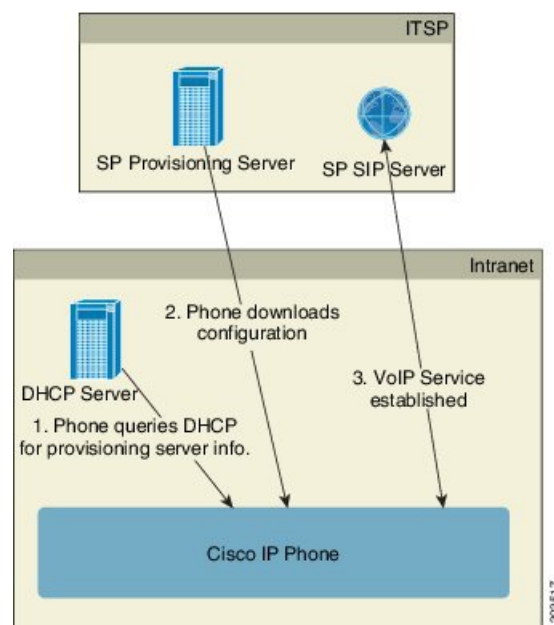 ITSP
SP Provisioning Server
SP SIP Server
Intranet
2. Phone downloads
configuration
DHCP Server
3. VoIP Service
established
1. Phone queries DHCP
for provisioning server info.
Cisco IP Phone